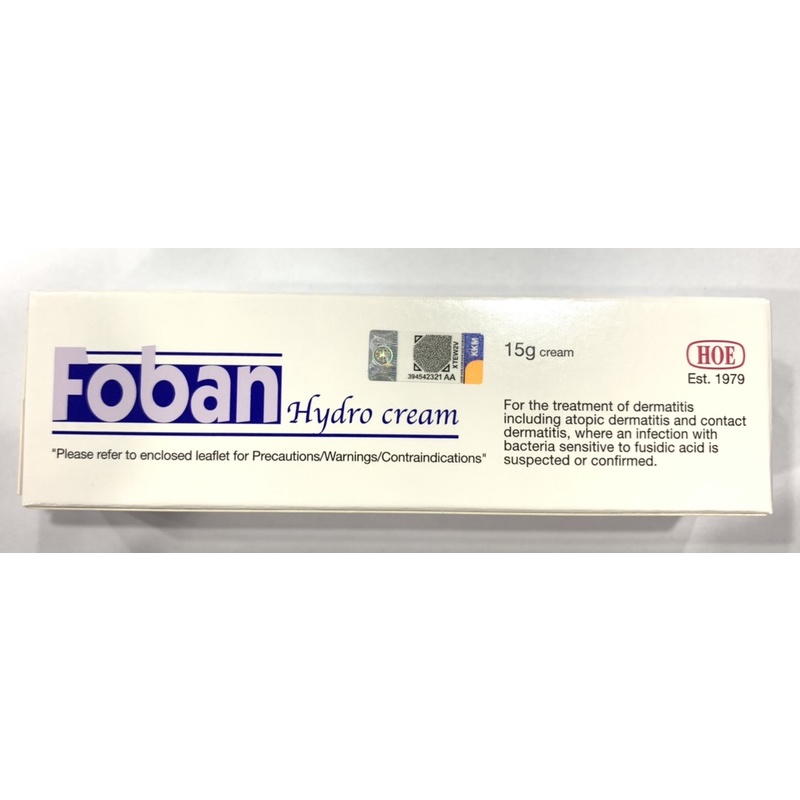 Foban Hydro cream
"Please refer to enclosed leaflet for Precautions/Warnings/Contraindications"
394542321 AA
XTEW2V
KKM
15g cream
HOE
Est. 1979
For the treatment of dermatitis
including atopic dermatitis and contact
dermatitis, where an infection with
bacteria sensitive to fusidic acid is
suspected or confirmed.